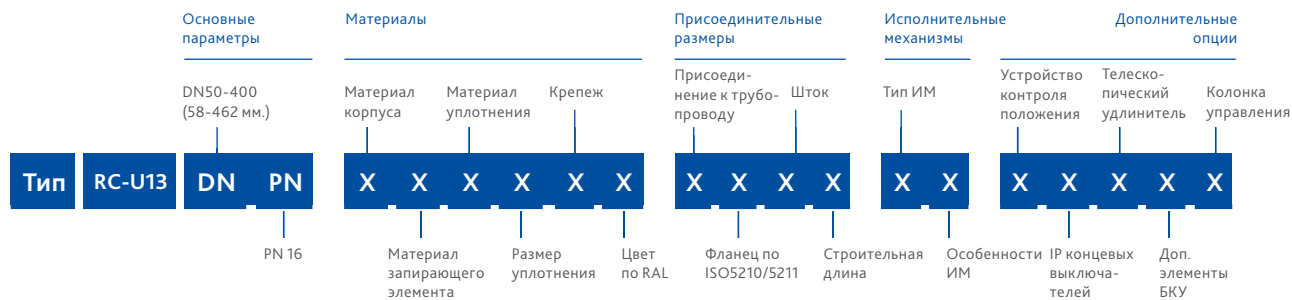 Основные
параметры
Материалы
Присоединительные
размеры
Исполнительные
механизмы
Дополнительные
опции
DN50-400
(58-462 мм.)
Материал
корпуса
Материал
уплотнения
Крепеж
Присоеди-
нение к трубо-
проводу
Шток
Тип ИМ
Устройство
контроля
положения
Телеско-
пический
удлинитель
Колонка
управления
Тип RC-U13 DN PN X X X X X X X X X X X X X X X X X
PN 16
Материал
запирающего
элемента
Размер
уплотнения
Цвет
по RAL
Фланец по
ISO5210/5211
Строительная
длина
Особенности
ИМ
IP концевых
выключа-
телей
Доп.
элементы
БКУ